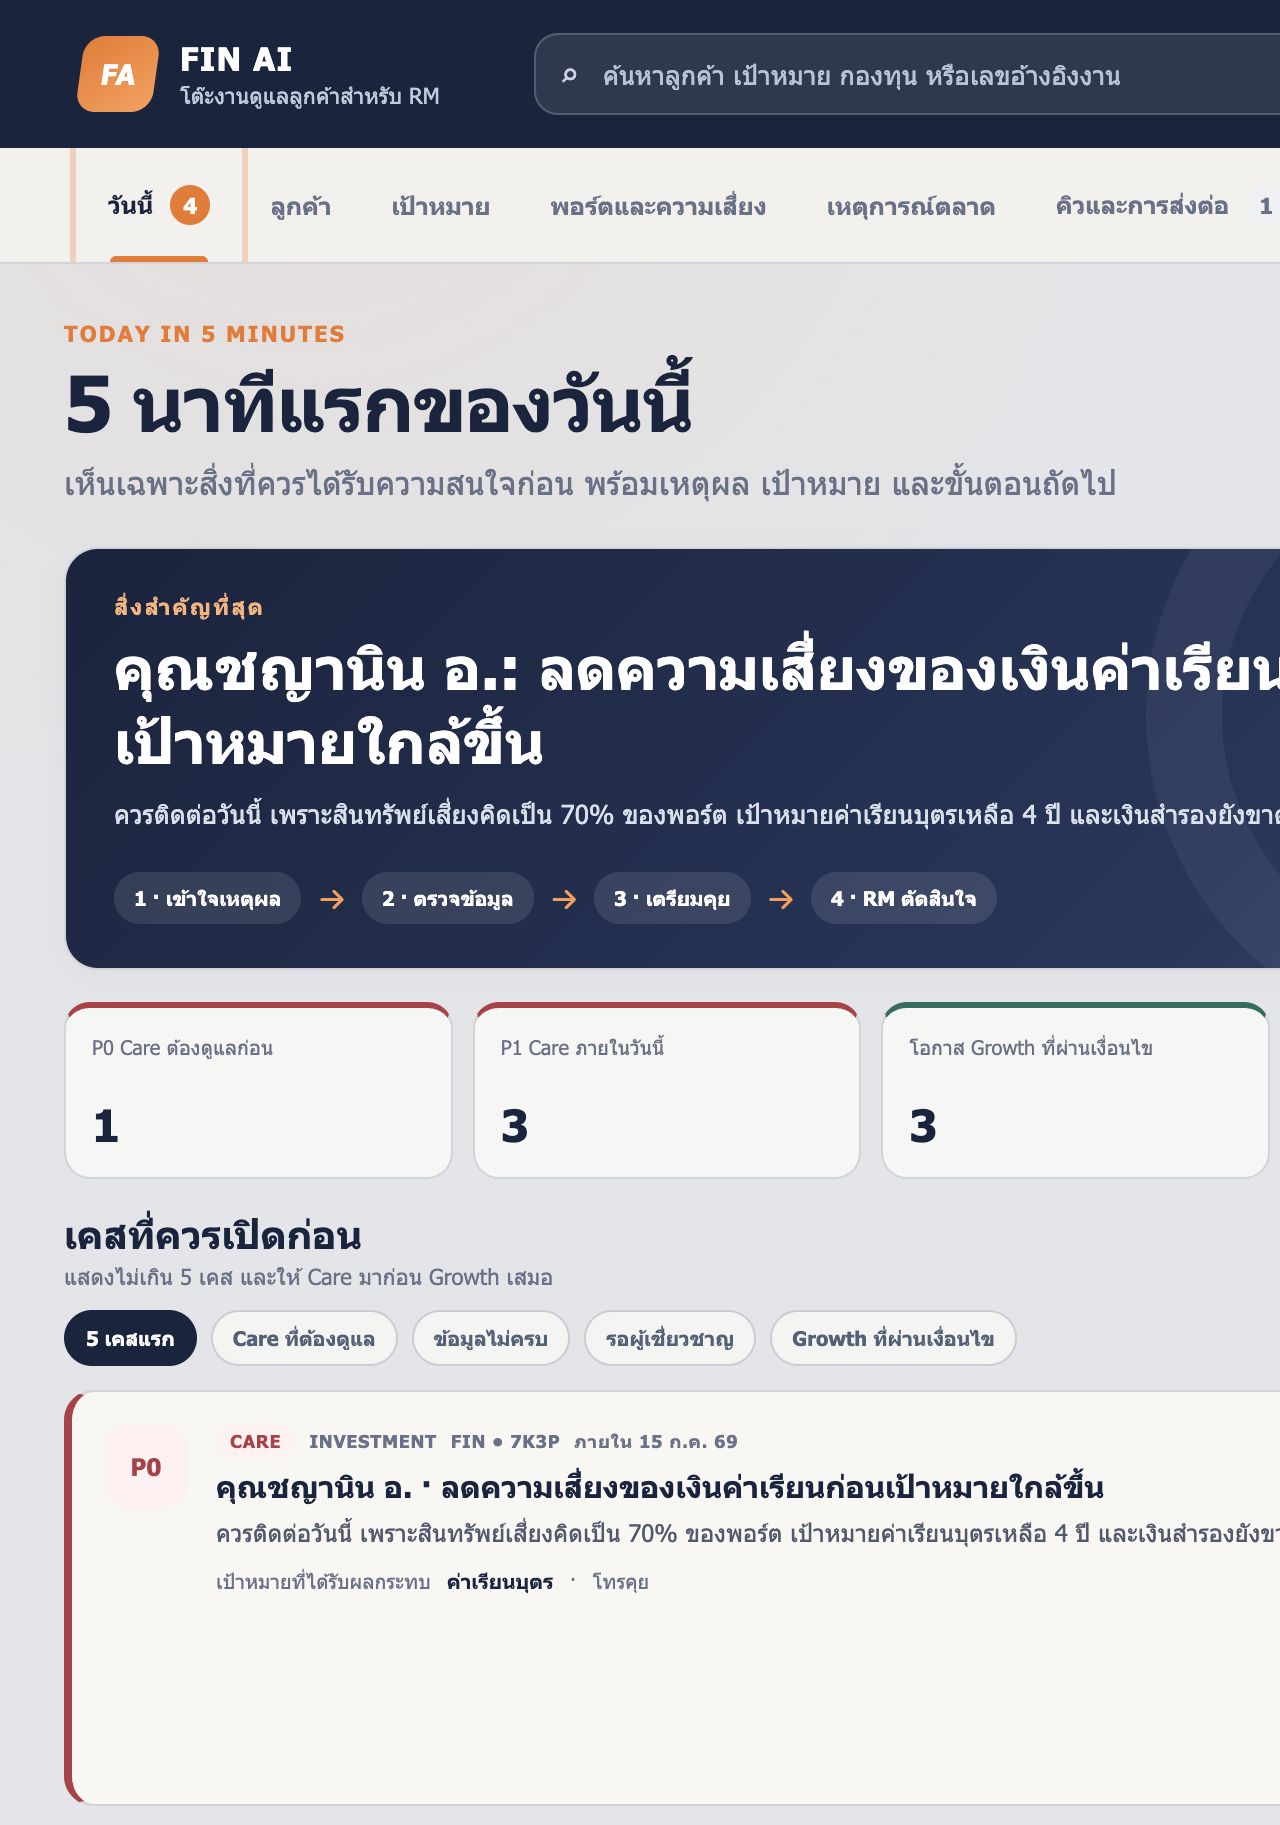 FA
FIN AI
โต๊ะงานดูแลลูกค้าสำหรับ RM
ค้นหาลูกค้า เป้าหมาย กองทุน หรือเลขอ้างอิงงาน
วันนี้ 4 ลูกค้า เป้าหมาย พอร์ตและความเสี่ยง เหตุการณ์ตลาด คิวและการส่งต่อ 1
TODAY IN 5 MINUTES
5 นาทีแรกของวันนี้
เห็นเฉพาะสิ่งที่ควรได้รับความสนใจก่อน พร้อมเหตุผล เป้าหมาย และขั้นตอนถัดไป
สิ่งสำคัญที่สุด
คุณชญานิน อ.: ลดความเสี่ยงของเงินค่าเรียน
เป้าหมายใกล้ขึ้น
ควรติดต่อวันนี้ เพราะสินทรัพย์เสี่ยงคิดเป็น 70% ของพอร์ต เป้าหมายค่าเรียนบุตรเหลือ 4 ปี และเงินสำรองยังขาด
1 · เข้าใจเหตุผล → 2 · ตรวจข้อมูล → 3 · เตรียมคุย → 4 · RM ตัดสินใจ
P0 Care ต้องดูแลก่อน
1
P1 Care ภายในวันนี้
3
โอกาส Growth ที่ผ่านเงื่อนไข
3
เคสที่ควรเปิดก่อน
แสดงไม่เกิน 5 เคส และให้ Care มาก่อน Growth เสมอ
5 เคสแรก Care ที่ต้องดูแล ข้อมูลไม่ครบ รอผู้เชี่ยวชาญ Growth ที่ผ่านเงื่อนไข
P0
CARE INVESTMENT FIN • 7K3P ภายใน 15 ก.ค. 69
คุณชญานิน อ. · ลดความเสี่ยงของเงินค่าเรียนก่อนเป้าหมายใกล้ขึ้น
ควรติดต่อวันนี้ เพราะสินทรัพย์เสี่ยงคิดเป็น 70% ของพอร์ต เป้าหมายค่าเรียนบุตรเหลือ 4 ปี และเงินสำรองยังขา
เป้าหมายที่ได้รับผลกระทบ ค่าเรียนบุตร · โทรคุย